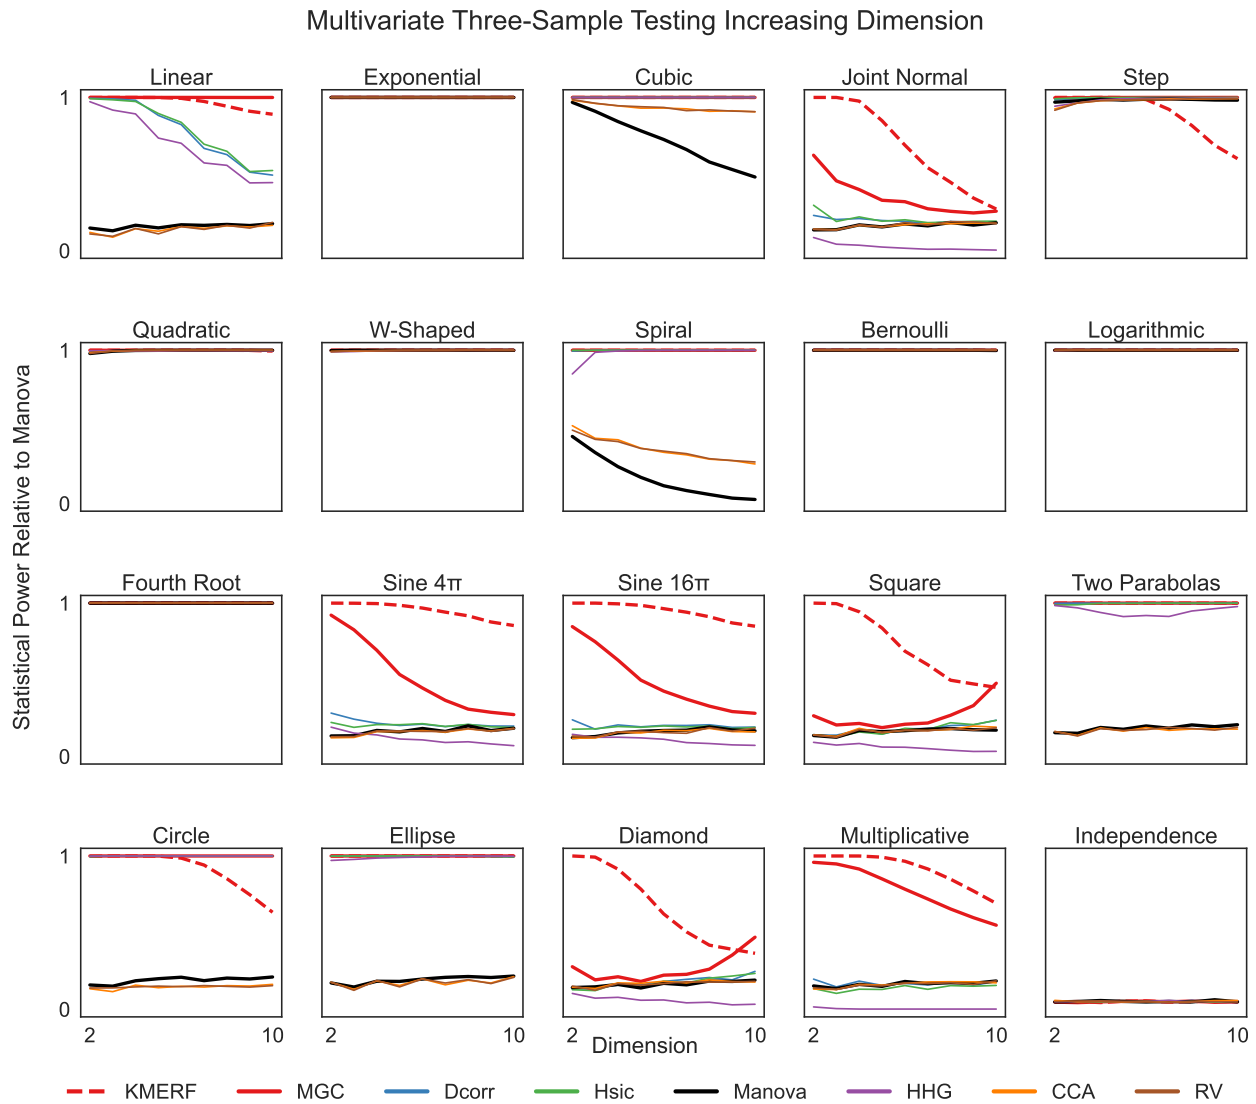 Multivariate Three-Sample Testing Increasing Dimension
Linear Exponential Cubic Joint Normal Step
1
0
Quadratic W-Shaped Spiral Bernoulli Logarithmic
1
0
Statistical Power Relative to Manova
Fourth Root Sine 4π Sine 16π Square Two Parabolas
1
0
Circle Ellipse Diamond Multiplicative Independence
1
0
2 10 2 10 2 10 2 10 2 10
Dimension
KMERF MGC Dcorr Hsic Manova HHG CCA RV